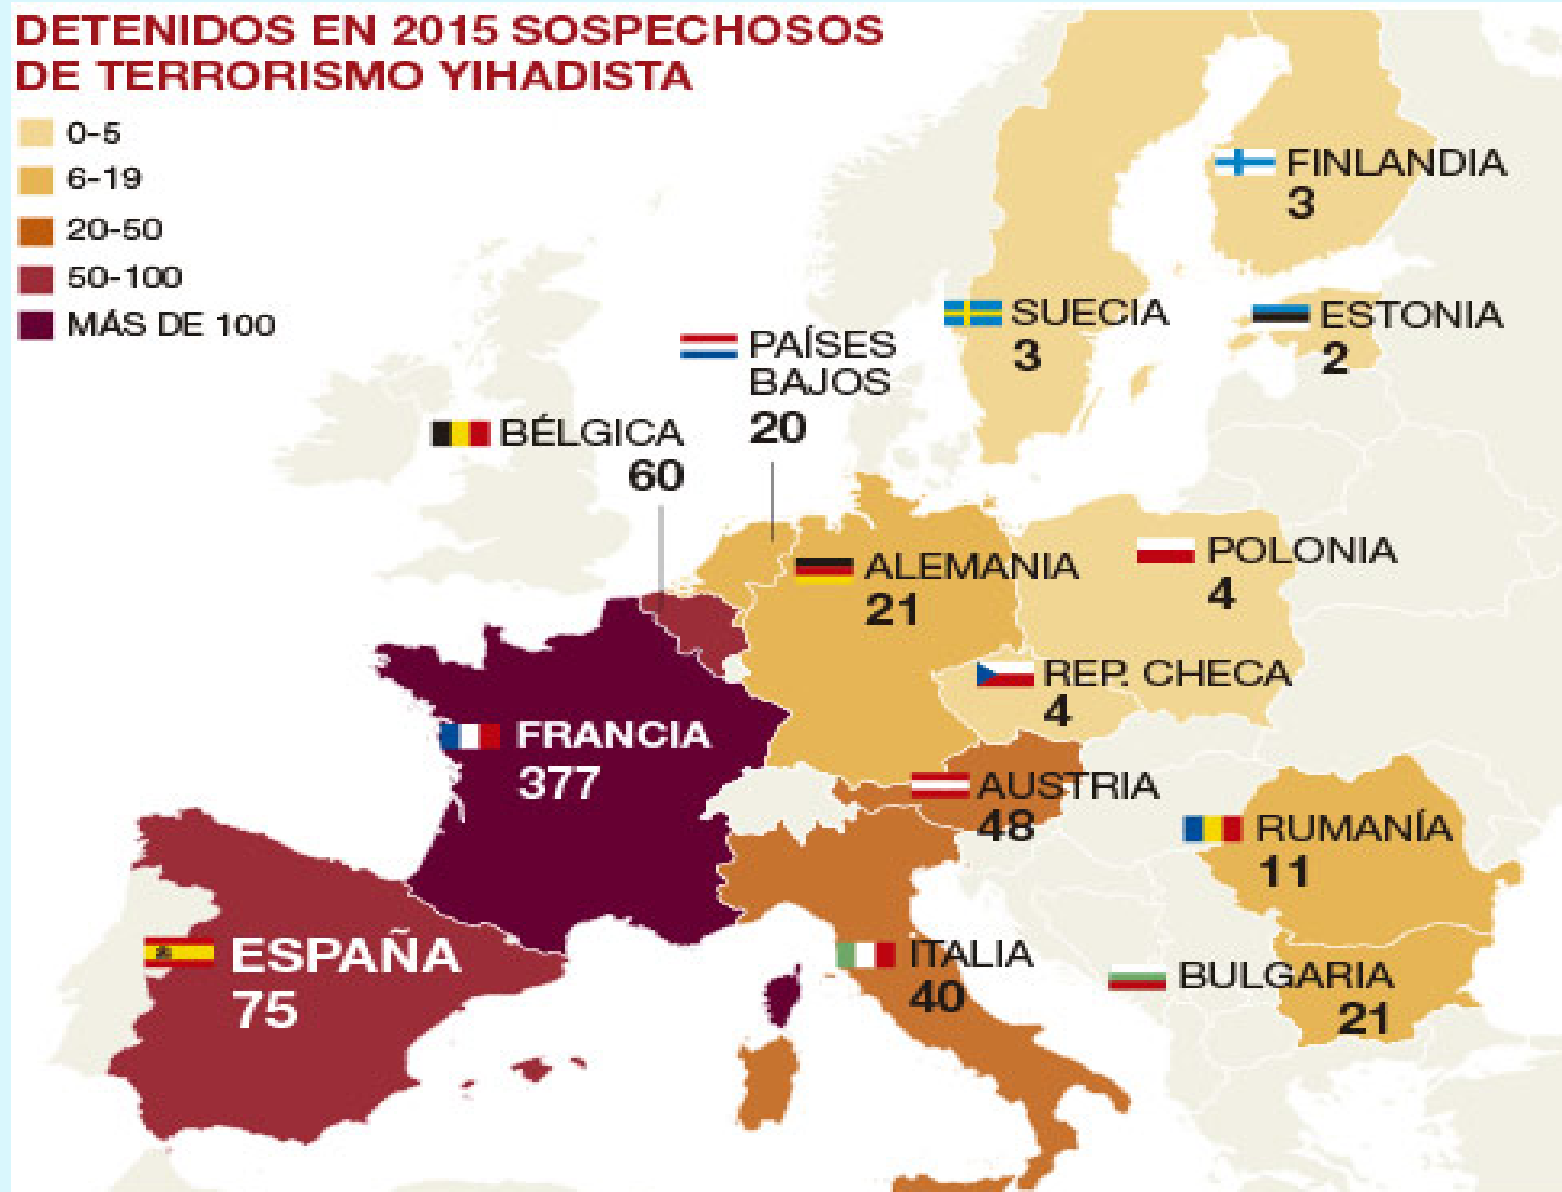 DETENIDOS EN 2015 SOSPECHOSOS
DE TERRORISMO YIHADISTA
0-5
6-19
20-50
50-100
MÁS DE 100
FINLANDIA
3
SUECIA
3
ESTONIA
2
PAÍSES
BAJOS
20
BÉLGICA
60
ALEMANIA
21
POLONIA
4
REP. CHECA
4
FRANCIA
377
AUSTRIA
48
RUMANÍA
11
ESPAÑA
75
ITALIA
40
BULGARIA
21